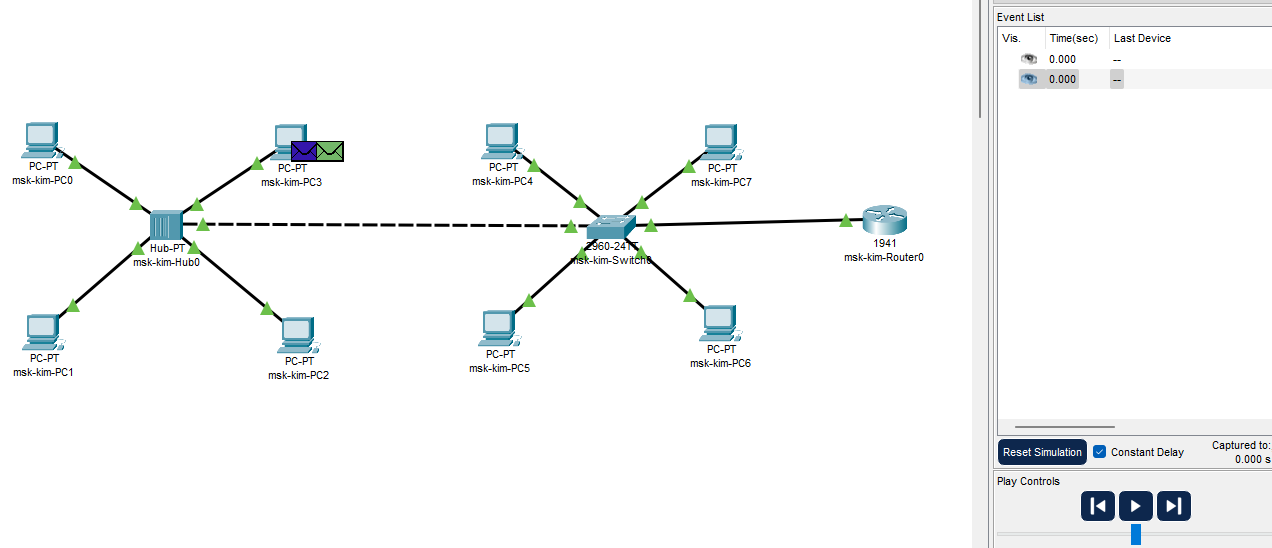 Event List
Vis. Time(sec) Last Device
0.000 --
0.000 --
PC-PT
msk-kim-PC0
PC-PT
msk-kim-PC3
PC-PT
msk-kim-PC4
PC-PT
msk-kim-PC7
Hub-PT
msk-kim-Hub0
2960-24TT
msk-kim-Switch0
1941
msk-kim-Router0
PC-PT
msk-kim-PC1
PC-PT
msk-kim-PC2
PC-PT
msk-kim-PC5
PC-PT
msk-kim-PC6
Reset Simulation Constant Delay Captured to:
0.000 s
Play Controls